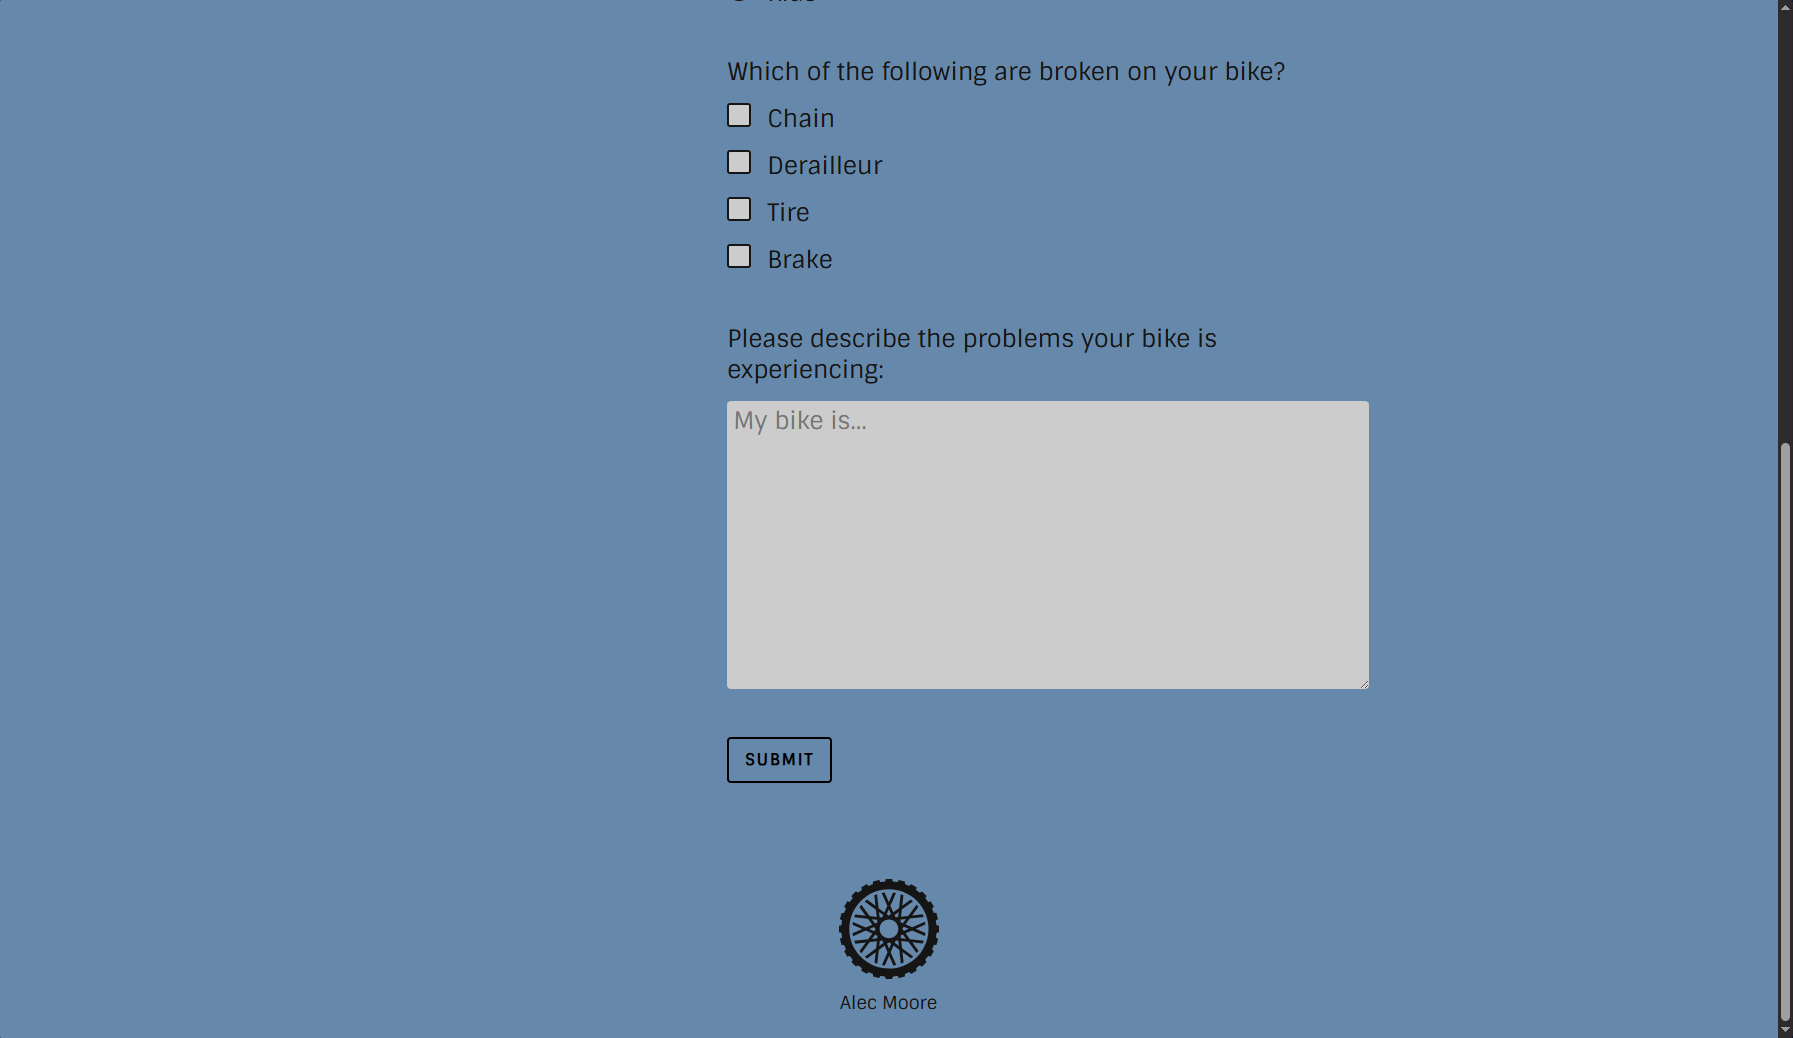 Which of the following are broken on your bike?
Chain
Derailleur
Tire
Brake
Please describe the problems your bike is
experiencing:
My bike is...
SUBMIT
Alec Moore